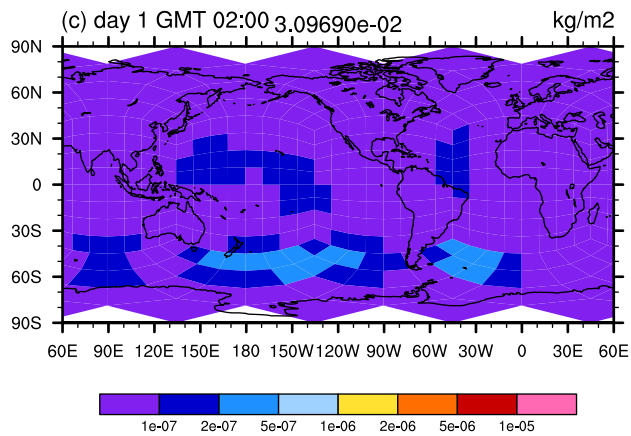 (c) day 1 GMT 02:00 3.09690e-02 kg/m2
90N
60N
30N
0
30S
60S
90S
60E 90E 120E 150E 180 150W 120W 90W 60W 30W 0 30E 60E
1e-07 2e-07 5e-07 1e-06 2e-06 5e-06 1e-05